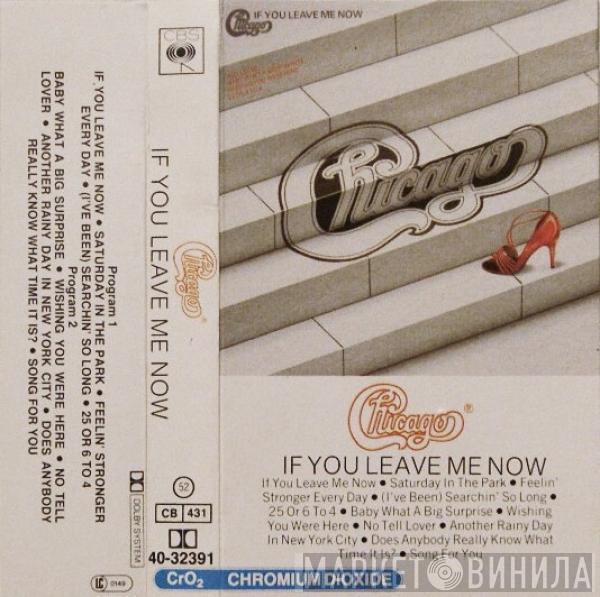 Program 1
IF YOU LEAVE ME NOW • SATURDAY IN THE PARK • FEELIN' STRONGER
EVERY DAY • (I'VE BEEN) SEARCHIN' SO LONG • 25 OR 6 TO 4
Program 2
BABY WHAT A BIG SURPRISE • WISHING YOU WERE HERE • NO TELL
LOVER • ANOTHER RAINY DAY IN NEW YORK CITY • DOES ANYBODY
REALLY KNOW WHAT TIME IT IS? • SONG FOR YOU
DOLBY SYSTEM
LC 0149
CBS
IF YOU LEAVE ME NOW
Chicago®
52
CB 431
40-32391
CrO2 CHROMIUM DIOXIDE
Chicago IF YOU LEAVE ME NOW
Chicago
Chicago®
IF YOU LEAVE ME NOW
If You Leave Me Now • Saturday In The Park • Feelin'
Stronger Every Day • (I've Been) Searchin' So Long •
25 Or 6 To 4 • Baby What A Big Surprise • Wishing
You Were Here • No Tell Lover • Another Rainy Day
In New York City • Does Anybody Really Know What
Time It Is? • Song For You
МАРКЕТ ВИНИЛА